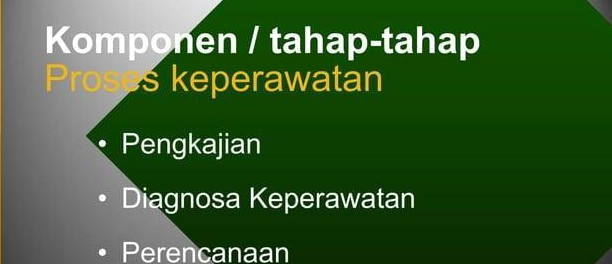 Komponen / tahap-tahap
Proses keperawatan
• Pengkajian
• Diagnosa Keperawatan
• Perencanaan